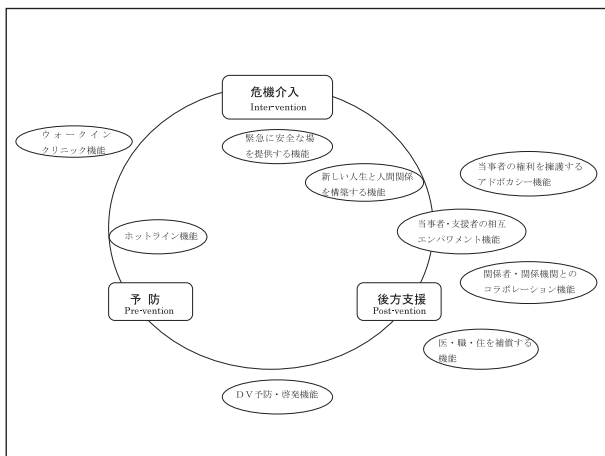 危機介入
Inter-vention
ウォークイン
クリニック機能
緊急に安全な場
を提供する機能
新しい人生と人間関係
を構築する機能
当事者の権利を擁護する
アドボカシー機能
当事者・支援者の相互
エンパワメント機能
ホットライン機能
関係者・関係機関との
コラボレーション機能
予 防
Pre-vention
後方支援
Post-vention
医・職・住を補償する
機能
DV予防・啓発機能